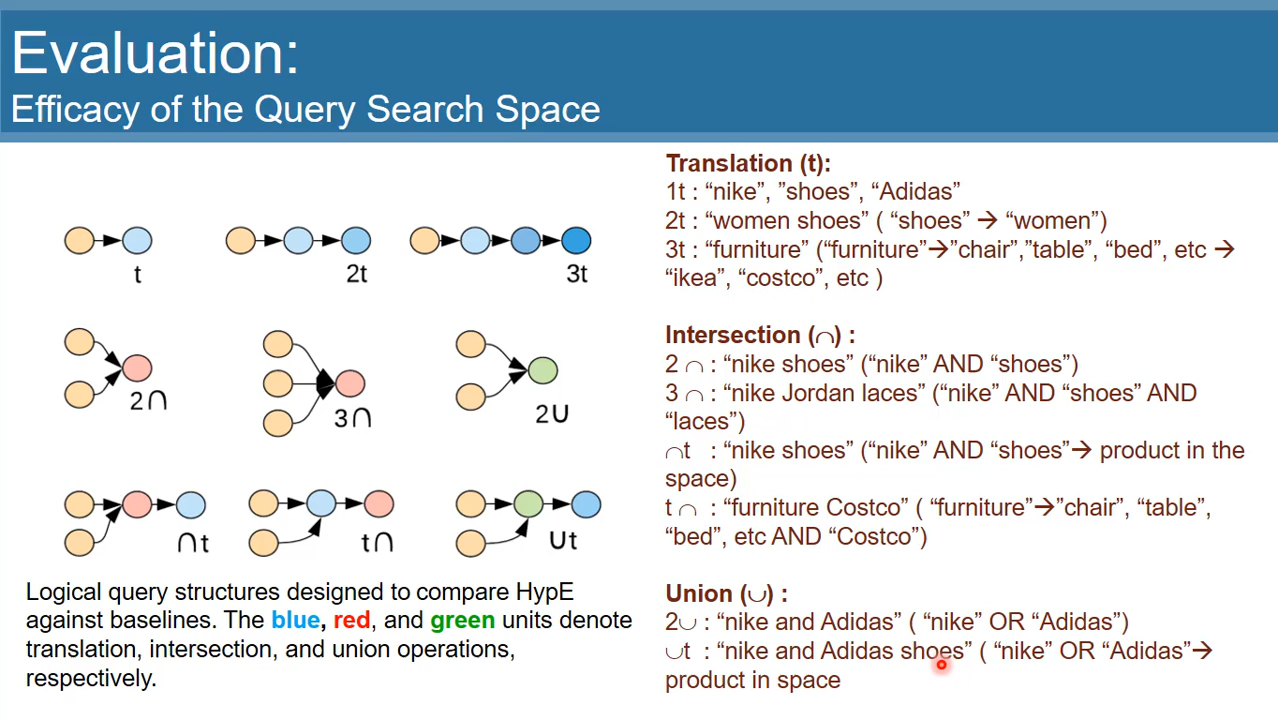 Evaluation:
Efficacy of the Query Search Space
t
2t
3t
2∩
3∩
2U
∩t
t∩
Ut
Logical query structures designed to compare HypE
against baselines. The blue, red, and green units denote
translation, intersection, and union operations,
respectively.
Translation (t):
1t : “nike”, ”shoes”, “Adidas”
2t : “women shoes” ( “shoes” → “women”)
3t : “furniture” (“furniture”→”chair”,”table”, “bed”, etc →
“ikea”, “costco”, etc )
Intersection (∩) :
2 ∩ : “nike shoes” (“nike” AND “shoes”)
3 ∩ : “nike Jordan laces” (“nike” AND “shoes” AND
“laces”)
∩t : “nike shoes” (“nike” AND “shoes”→ product in the
space)
t ∩ : “furniture Costco” ( “furniture”→”chair”, “table”,
“bed”, etc AND “Costco”)
Union (∪) :
2∪ : “nike and Adidas” ( “nike” OR “Adidas”)
∪t : “nike and Adidas shoes” ( “nike” OR “Adidas”→
product in space